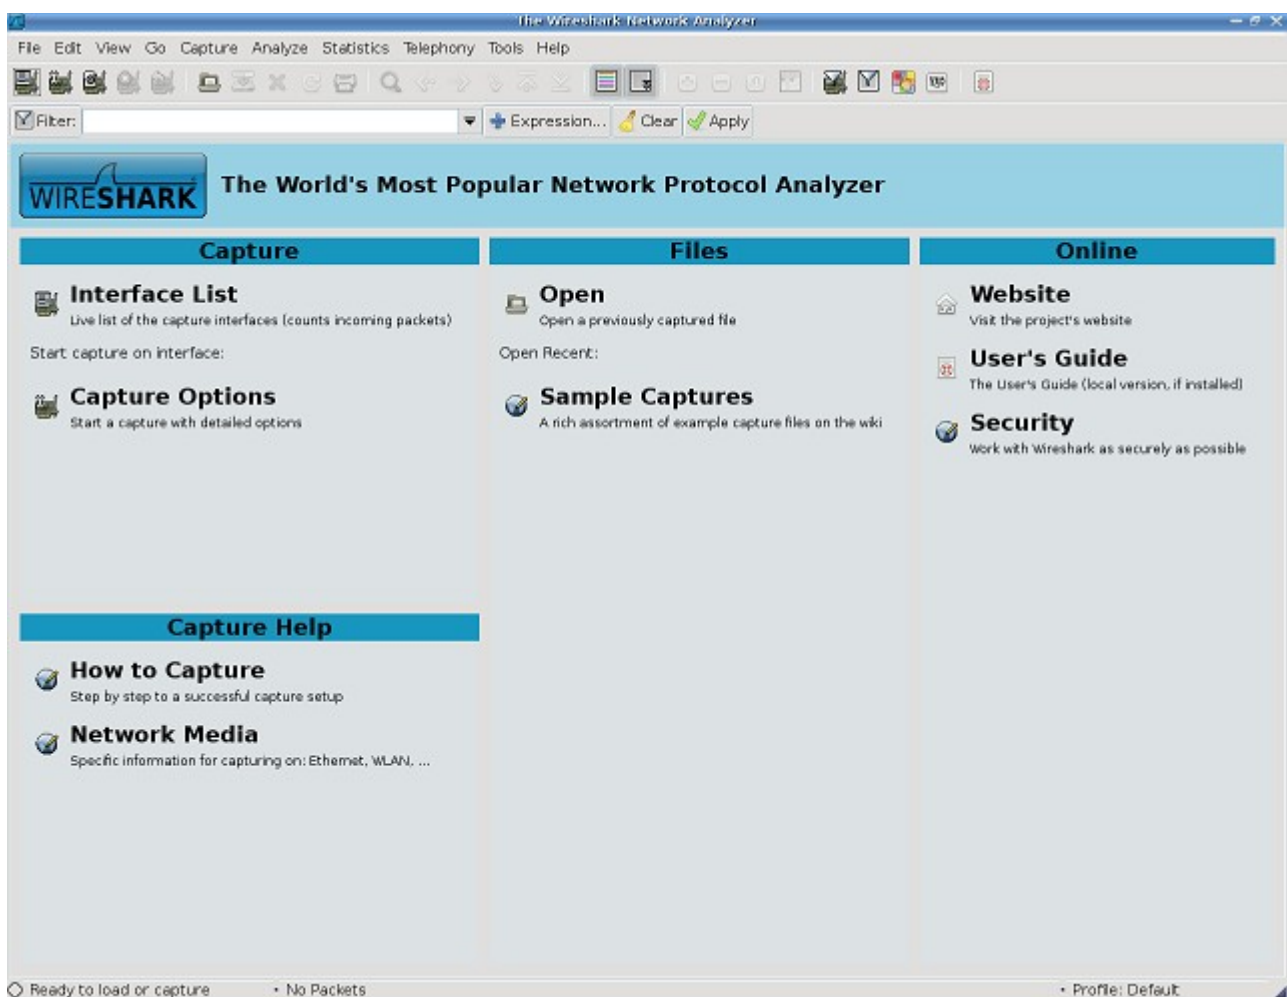 The Wireshark Network Analyzer
File Edit View Go Capture Analyze Statistics Telephony Tools Help
Filter: Expression... Clear Apply
WIRESHARK The World's Most Popular Network Protocol Analyzer
Capture
Interface List
Live list of the capture interfaces (counts incoming packets)
Start capture on interface:
Capture Options
Start a capture with detailed options
Capture Help
How to Capture
Step by step to a successful capture setup
Network Media
Specific information for capturing on: Ethernet, WLAN, ...
Files
Open
Open a previously captured file
Open Recent:
Sample Captures
A rich assortment of example capture files on the wiki
Online
Website
Visit the project's website
User's Guide
The User's Guide (local version, if installed)
Security
Work with Wireshark as securely as possible
Ready to load or capture • No Packets • Profile: Default